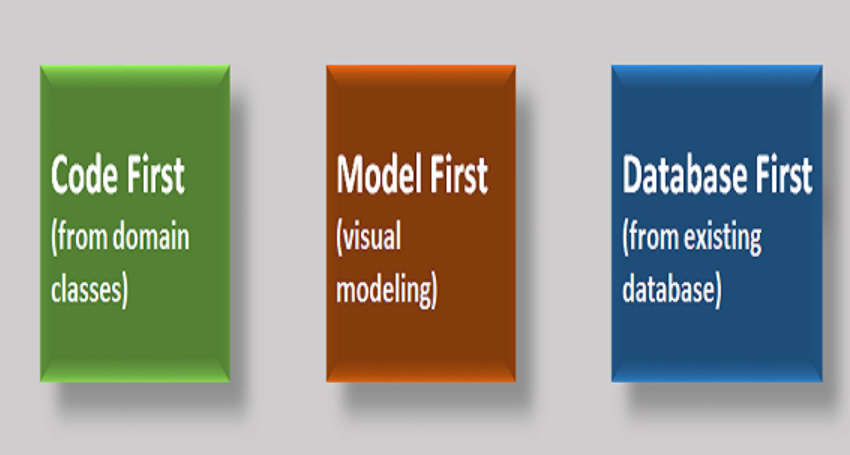 Code First
(from domain
classes)
Model First
(visual
modeling)
Database First
(from existing
database)